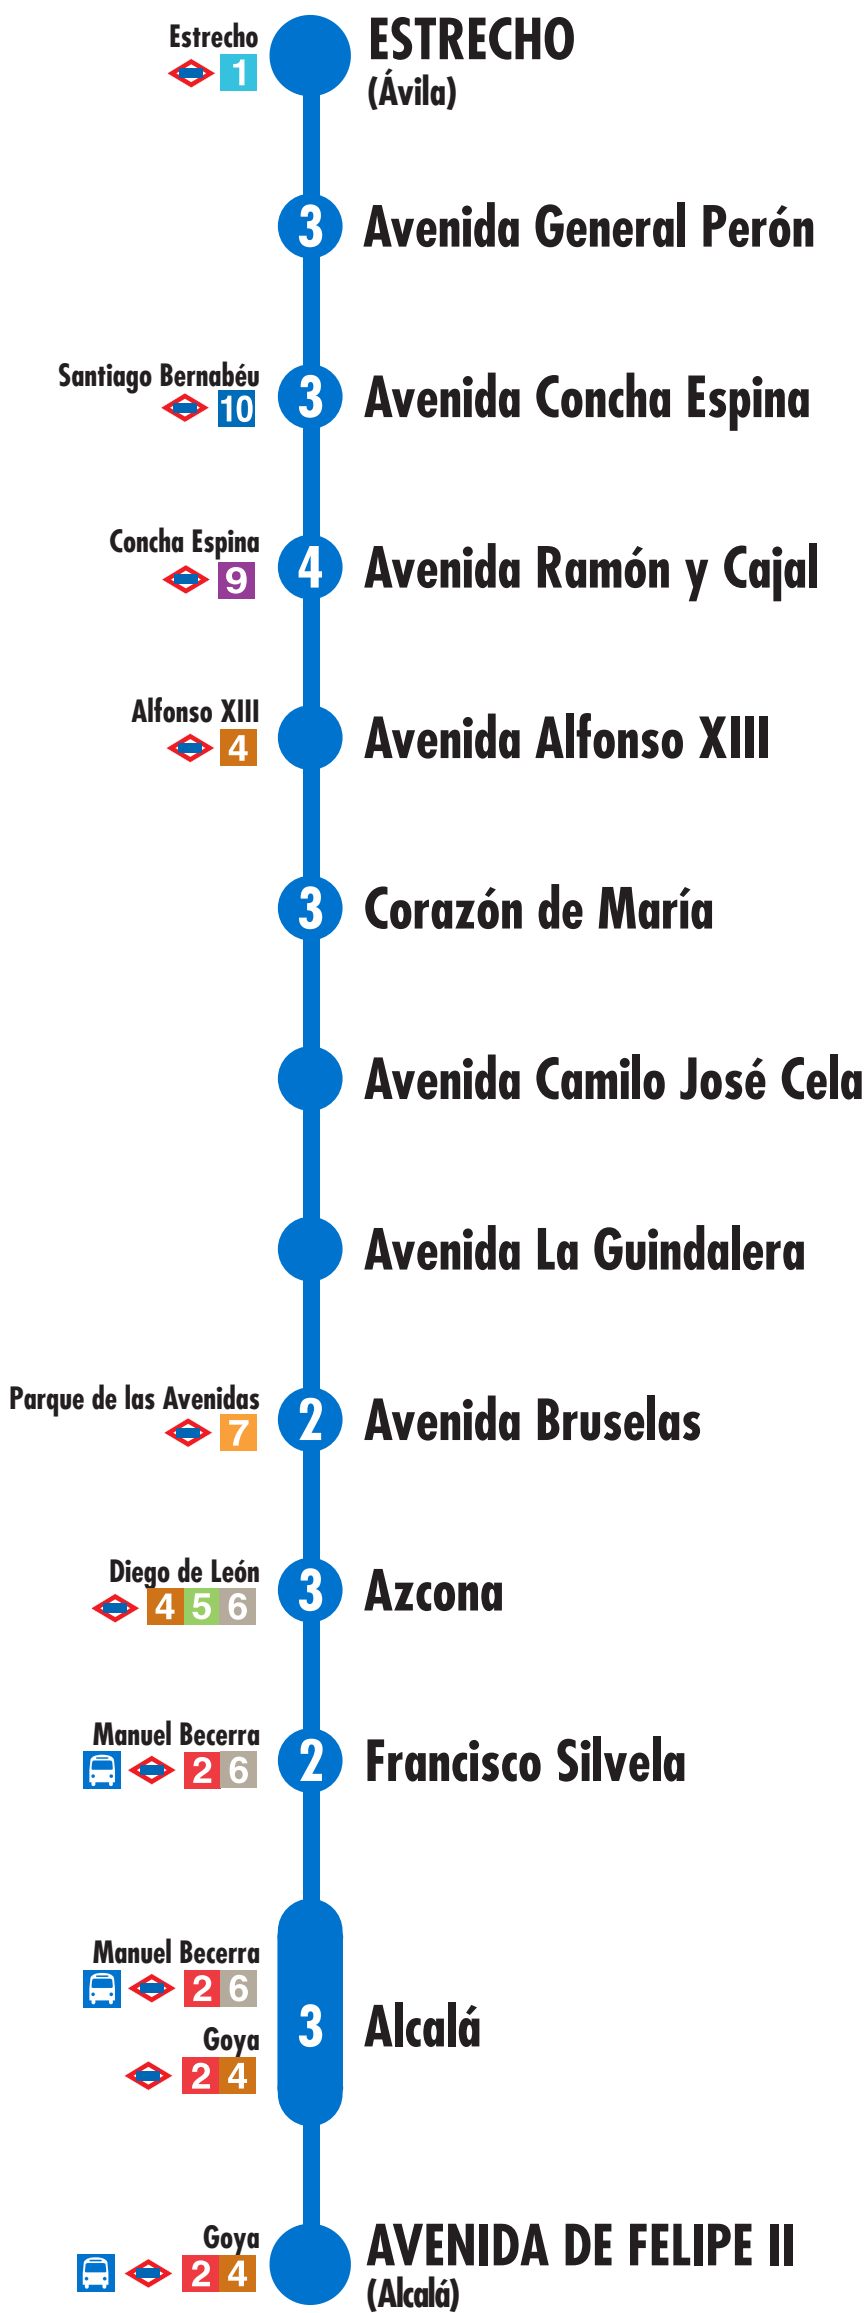 Estrecho
1
ESTRECHO
(Ávila)
3
Avenida General Perón
Santiago Bernabéu
10
3
Avenida Concha Espina
Concha Espina
9
4
Avenida Ramón y Cajal
Alfonso XIII
4
Avenida Alfonso XIII
3
Corazón de María
Avenida Camilo José Cela
Avenida La Guindalera
Parque de las Avenidas
7
2
Avenida Bruselas
Diego de León
4 5 6
3
Azcona
Manuel Becerra
2 6
2
Francisco Silvela
Manuel Becerra
2 6
Goya
2 4
3
Alcalá
Goya
2 4
AVENIDA DE FELIPE II
(Alcalá)